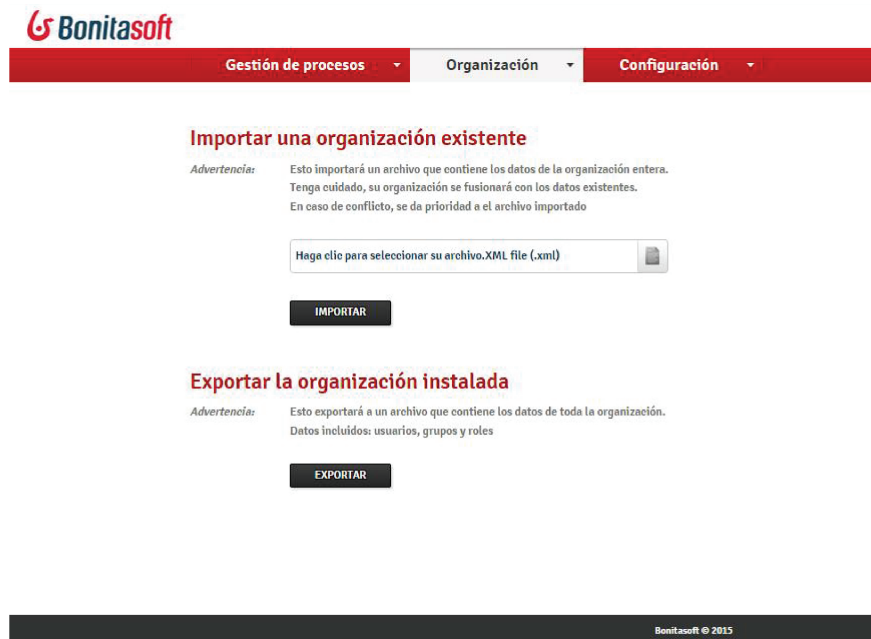 Bonitasoft
Gestión de procesos
Organización
Configuración
Importar una organización existente
Advertencia:
Esto importará un archivo que contiene los datos de la organización entera.
Tenga cuidado, su organización se fusionará con los datos existentes.
En caso de conflicto, se da prioridad a el archivo importado
Haga clic para seleccionar su archivo.XML file (.xml)
IMPORTAR
Exportar la organización instalada
Advertencia:
Esto exportará a un archivo que contiene los datos de toda la organización.
Datos incluidos: usuarios, grupos y roles
EXPORTAR
Bonitasoft © 2015